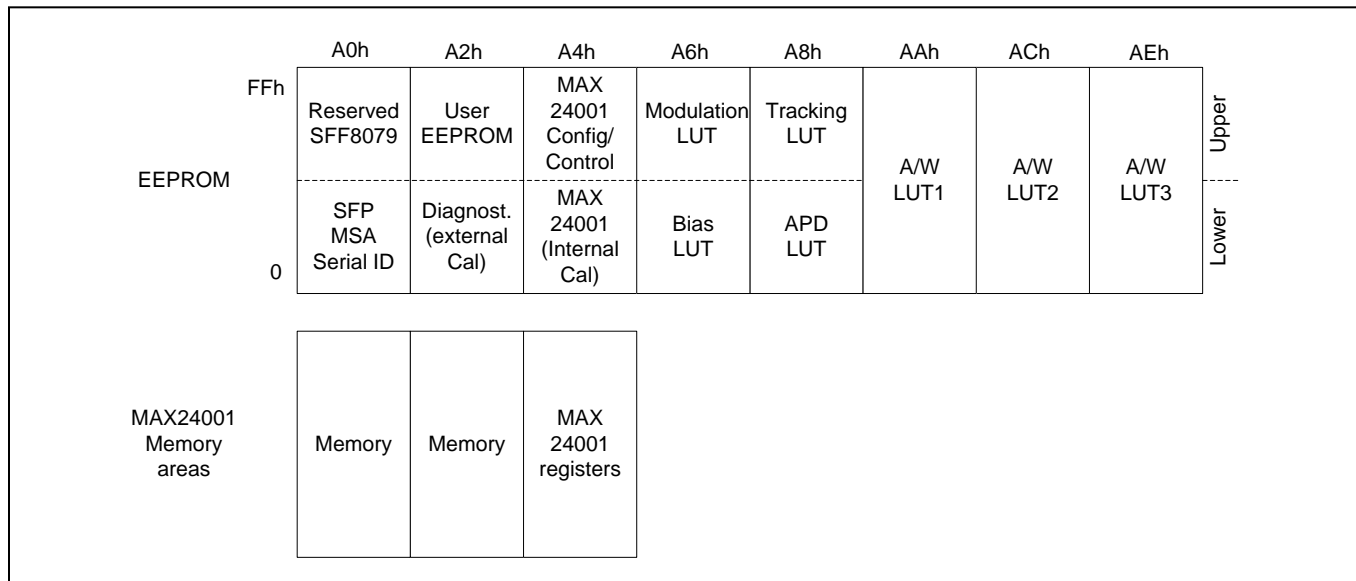 A0h A2h A4h A6h A8h AAh ACh AEh
FFh
EEPROM
0
Reserved
SFF8079
User
EEPROM
MAX
24001
Config/
Control
Modulation
LUT
Tracking
LUT
SFP
MSA
Serial ID
Diagnost.
(external
Cal)
MAX
24001
(Internal
Cal)
Bias
LUT
APD
LUT
A/W
LUT1
A/W
LUT2
A/W
LUT3
Upper
Lower
MAX24001
Memory
areas
Memory
Memory
MAX
24001
registers